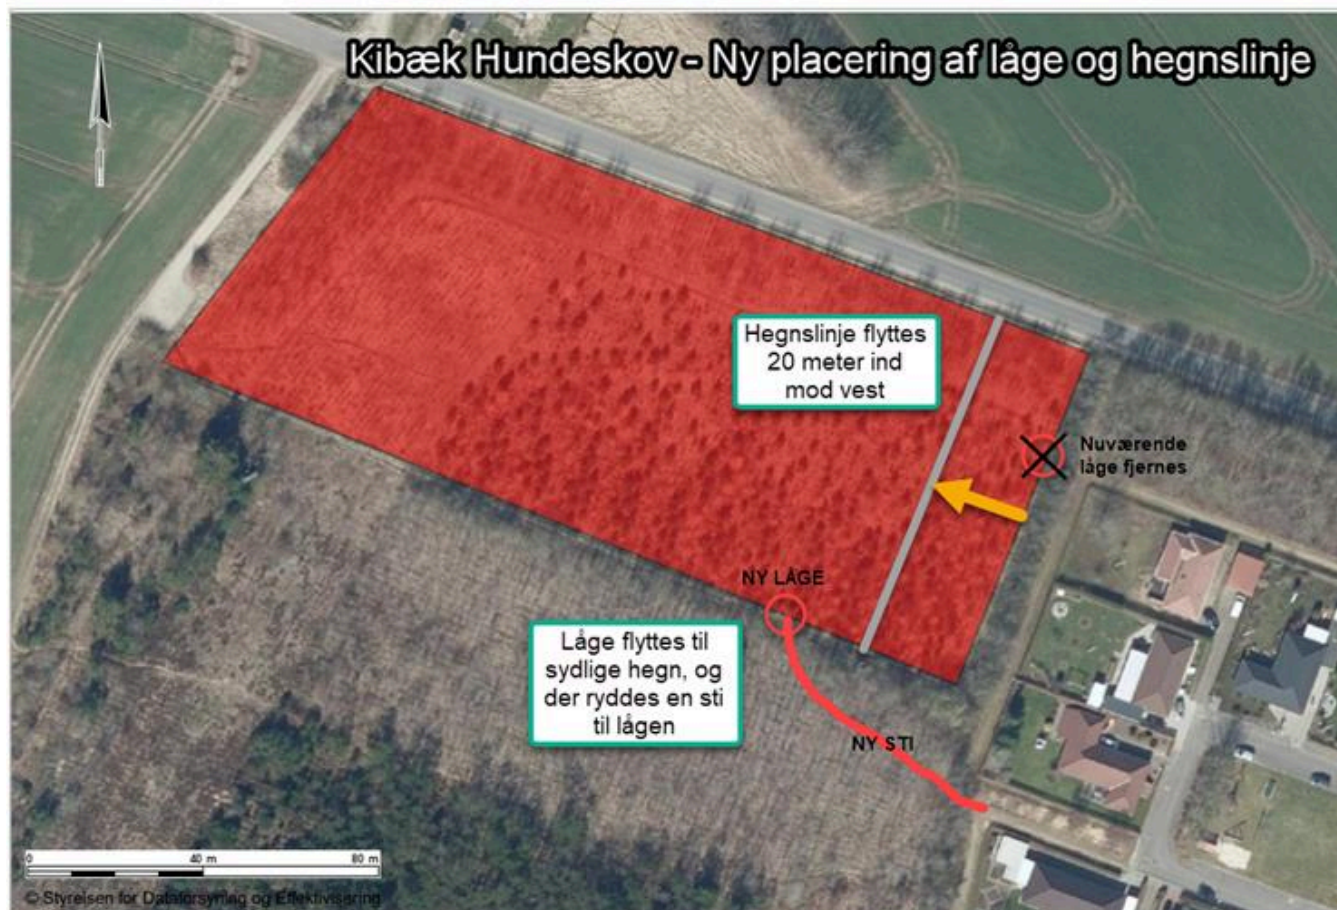 Kibæk Hundeskov - Ny placering af låge og hegnslinje
Hegnslinje flyttes
20 meter ind
mod vest
Nuværende
låge fjernes
NY LÅGE
Låge flyttes til
sydlige hegn, og
der ryddes en sti
til lågen
NY STI
0 40 m 80 m
© Styrelsen for Dataforsyning og Effektivisering